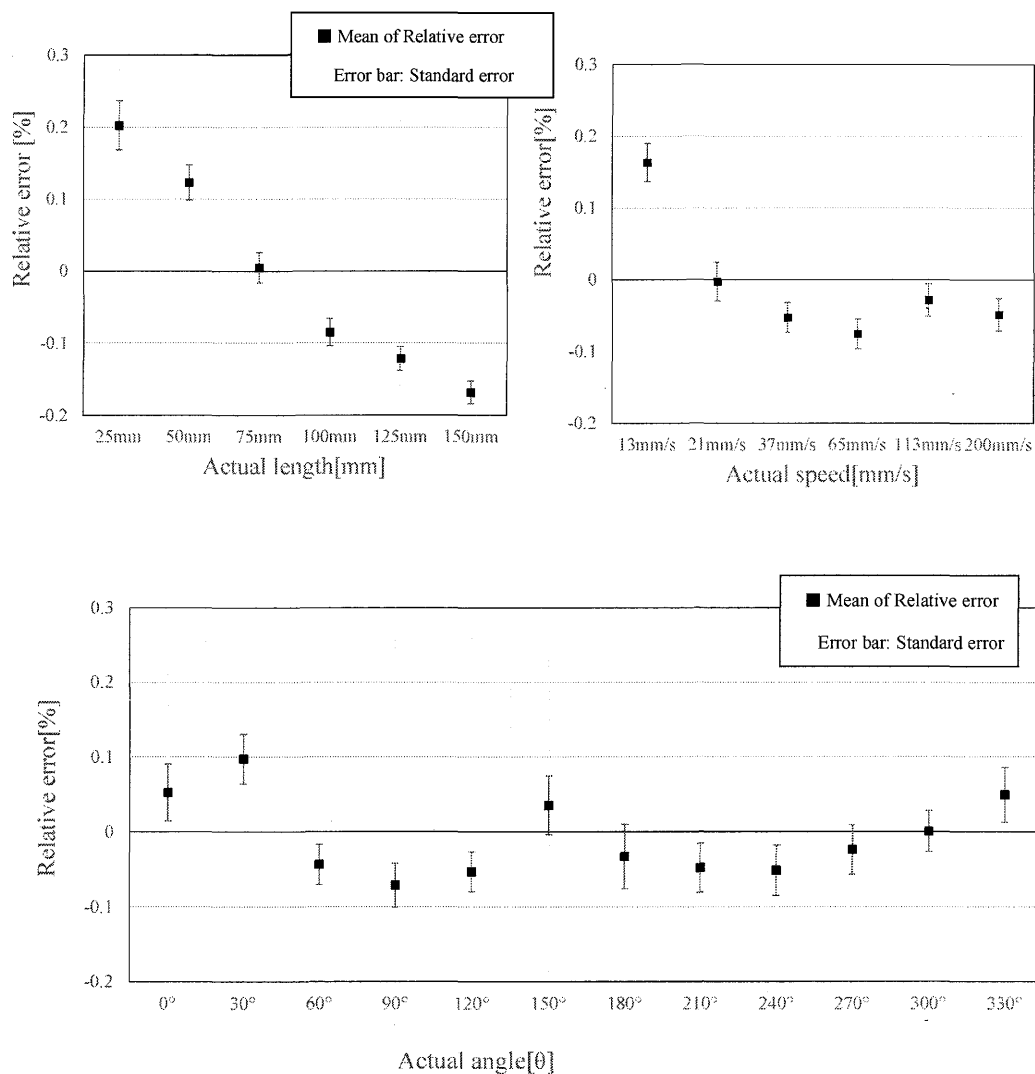 ■ Mean of Relative error
Error bar: Standard error
0.3
0.2
0.1
0
-0.1
-0.2
Relative error [%]
25mm 50mm 75mm 100mm 125mm 150mm
Actual length[mm]
0.3
0.2
0.1
0
-0.1
-0.2
Relative error[%]
13mm/s 21mm/s 37mm/s 65mm/s 113mm/s 200mm/s
Actual speed[mm/s]
■ Mean of Relative error
Error bar: Standard error
0.3
0.2
0.1
0
-0.1
-0.2
Relative error[%]
0° 30° 60° 90° 120° 150° 180° 210° 240° 270° 300° 330°
Actual angle[θ]